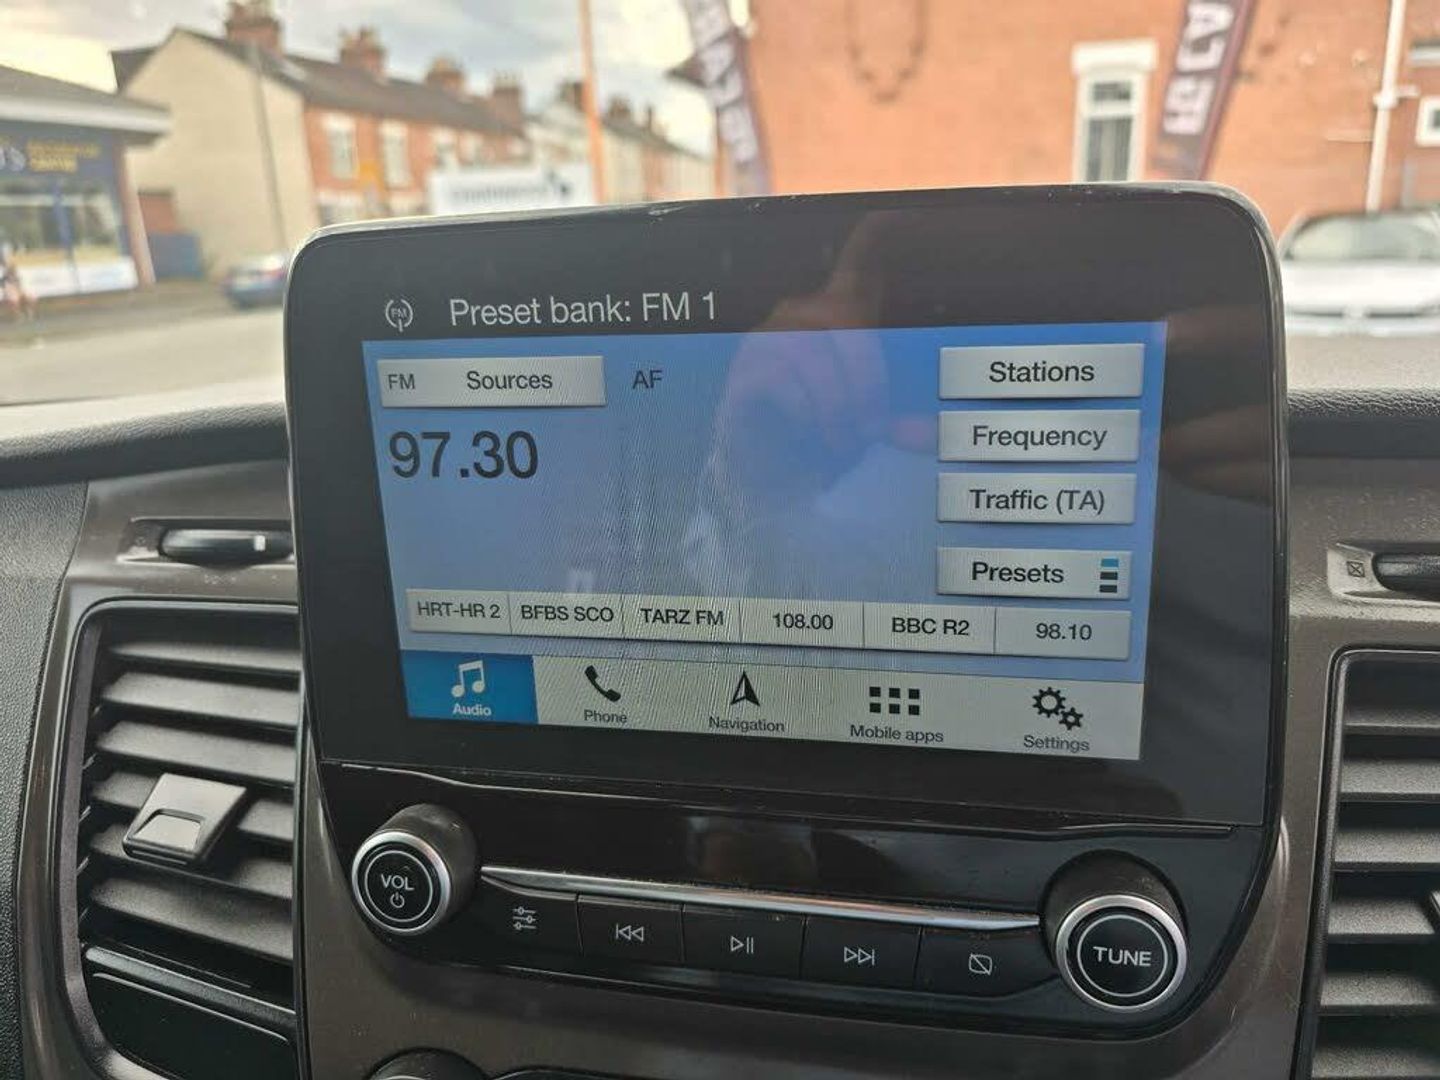 FM
Preset bank: FM 1
FM Sources AF Stations
97.30 Frequency
Traffic (TA)
Presets
HRT-HR 2 BFBS SCO TARZ FM 108.00 BBC R2 98.10
Audio Phone Navigation Mobile apps Settings
VOL TUNE